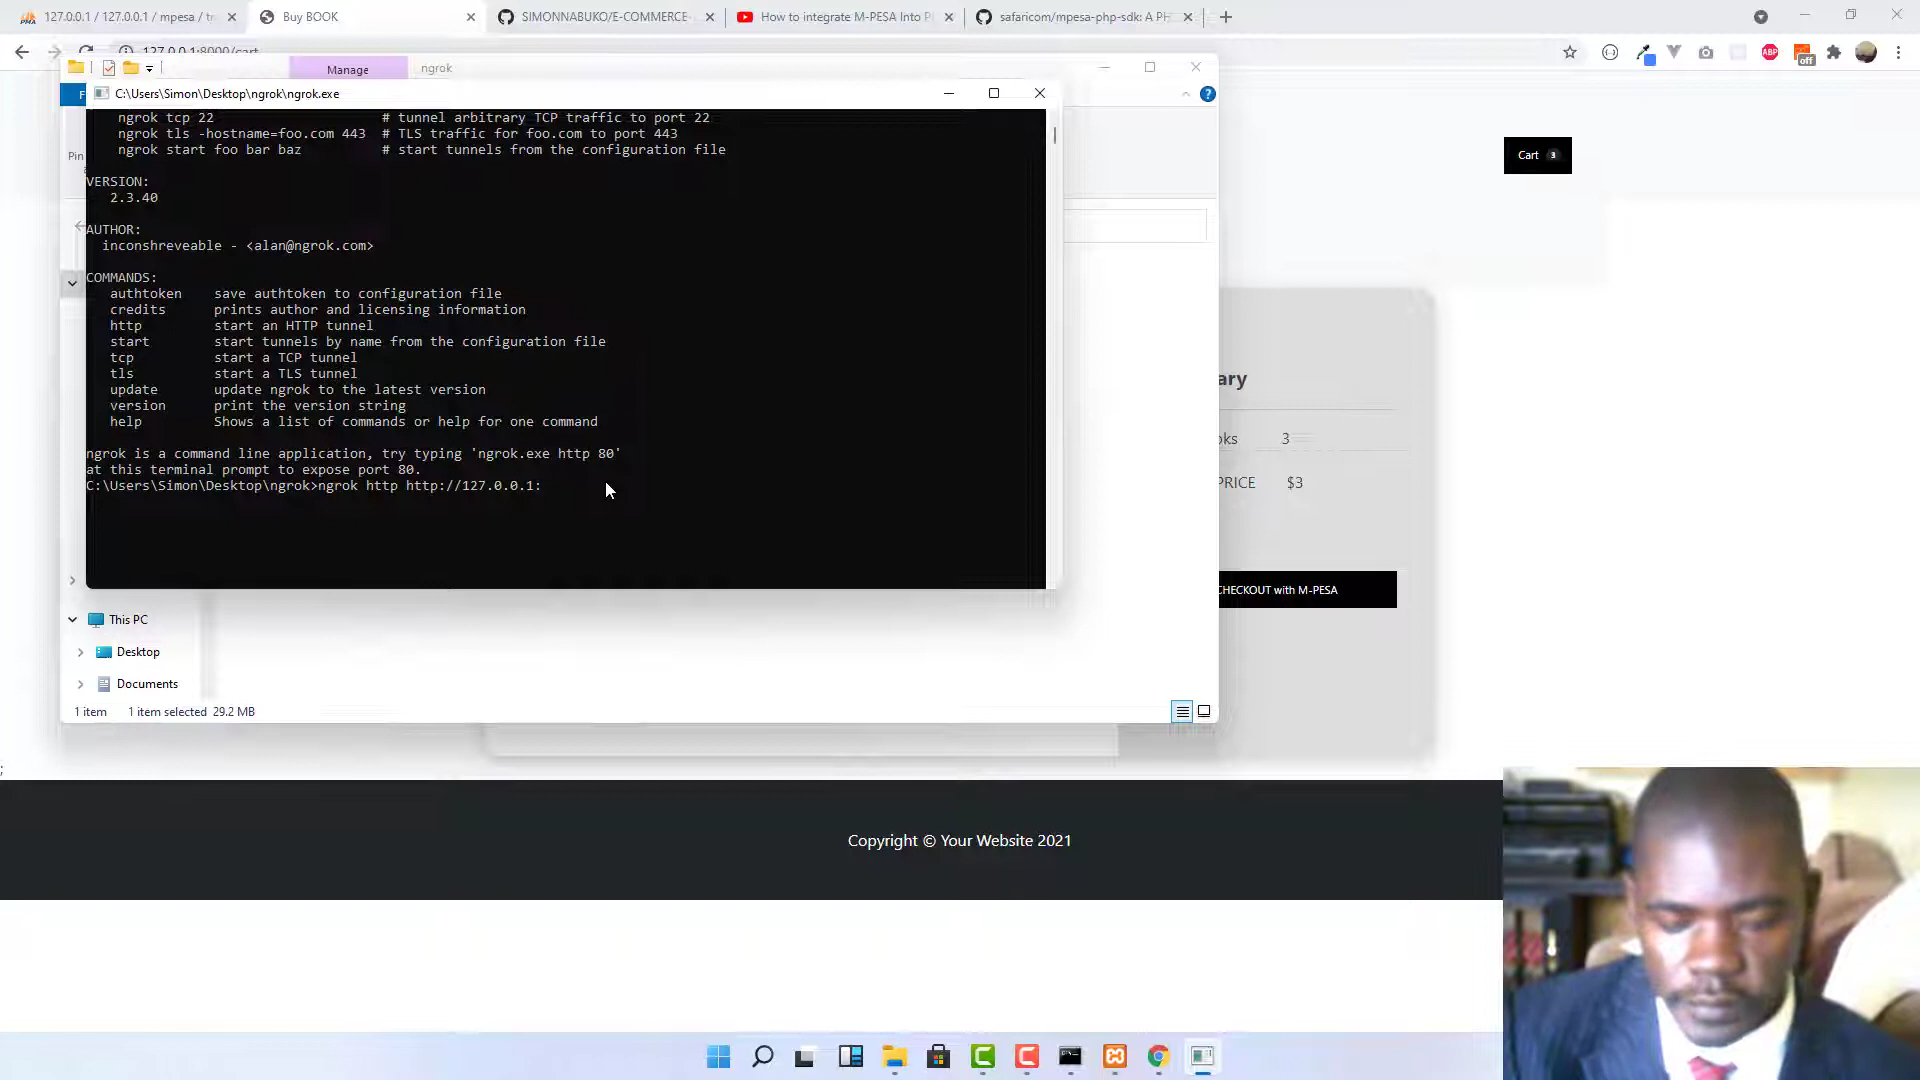 127.0.0.1 / 127.0.0.1 / mpesa / tr
Buy BOOK
SIMONNABUKO/E-COMMERCE-
How to integrate M-PESA Into P
safaricom/mpesa-php-sdk: A PH
127.0.0.1:8000/cart
ABP
off
Manage
ngrok
C:\Users\Simon\Desktop\ngrok\ngrok.exe
F
Pin
ngrok tcp 22 # tunnel arbitrary TCP traffic to port 22
ngrok tls -hostname=foo.com 443 # TLS traffic for foo.com to port 443
ngrok start foo bar baz # start tunnels from the configuration file
VERSION:
2.3.40
AUTHOR:
inconshreveable - <alan@ngrok.com>
COMMANDS:
authtoken save authtoken to configuration file
credits prints author and licensing information
http start an HTTP tunnel
start start tunnels by name from the configuration file
tcp start a TCP tunnel
tls start a TLS tunnel
update update ngrok to the latest version
version print the version string
help Shows a list of commands or help for one command
ngrok is a command line application, try typing 'ngrok.exe http 80'
at this terminal prompt to expose port 80.
C:\Users\Simon\Desktop\ngrok>ngrok http http://127.0.0.1:
Cart 3
ary
oks 3
PRICE $3
CHECKOUT with M-PESA
This PC
Desktop
Documents
1 item 1 item selected 29.2 MB
;
Copyright © Your Website 2021